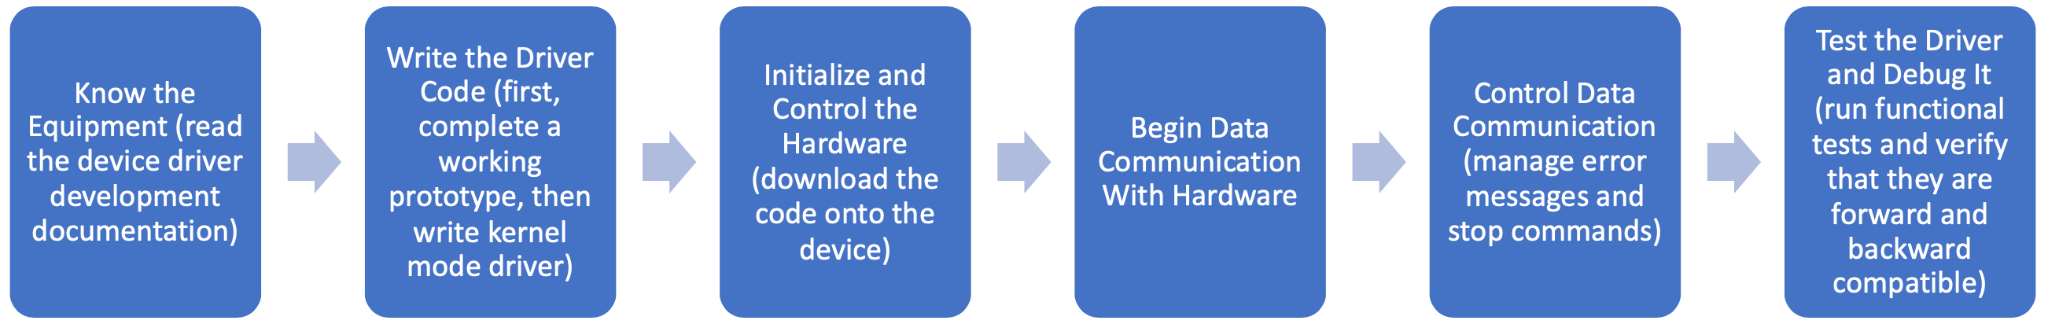 Know the
Equipment (read
the device driver
development
documentation)
Write the Driver
Code (first,
complete a
working
prototype, then
write kernel
mode driver)
Initialize and
Control the
Hardware
(download the
code onto the
device)
Begin Data
Communication
With Hardware
Control Data
Communication
(manage error
messages and
stop commands)
Test the Driver
and Debug It
(run functional
tests and verify
that they are
forward and
backward
compatible)